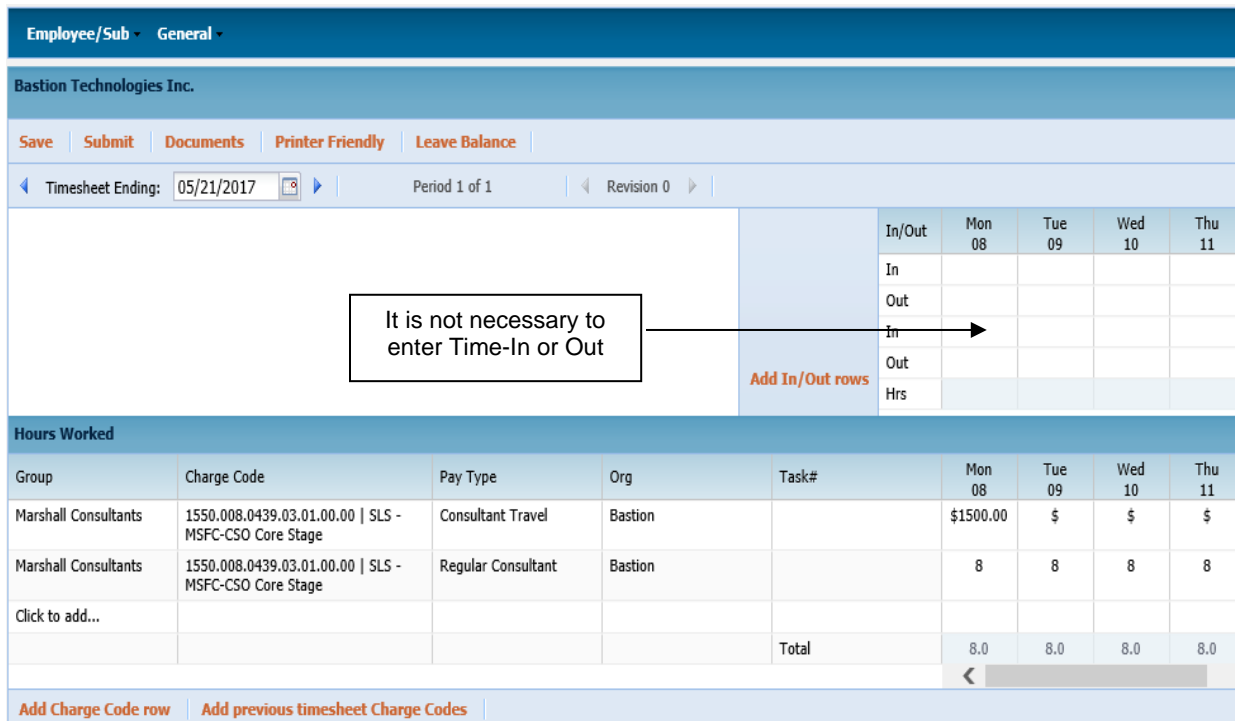 Employee/Sub General
Bastion Technologies Inc.
Save Submit Documents Printer Friendly Leave Balance
Timesheet Ending: 05/21/2017 Period 1 of 1 Revision 0
In/Out Mon 08 Tue 09 Wed 10 Thu 11
In
Out
It is not necessary to
enter Time-In or Out
In
Out
Add In/Out rows
Hrs
Hours Worked
Group Charge Code Pay Type Org Task# Mon 08 Tue 09 Wed 10 Thu 11
Marshall Consultants 1550.008.0439.03.01.00.00 | SLS - Consultant Travel Bastion $1500.00 $ $ $
MSFC-CSO Core Stage
Marshall Consultants 1550.008.0439.03.01.00.00 | SLS - Regular Consultant Bastion 8 8 8 8
MSFC-CSO Core Stage
Click to add...
Total 8.0 8.0 8.0 8.0
Add Charge Code row Add previous timesheet Charge Codes